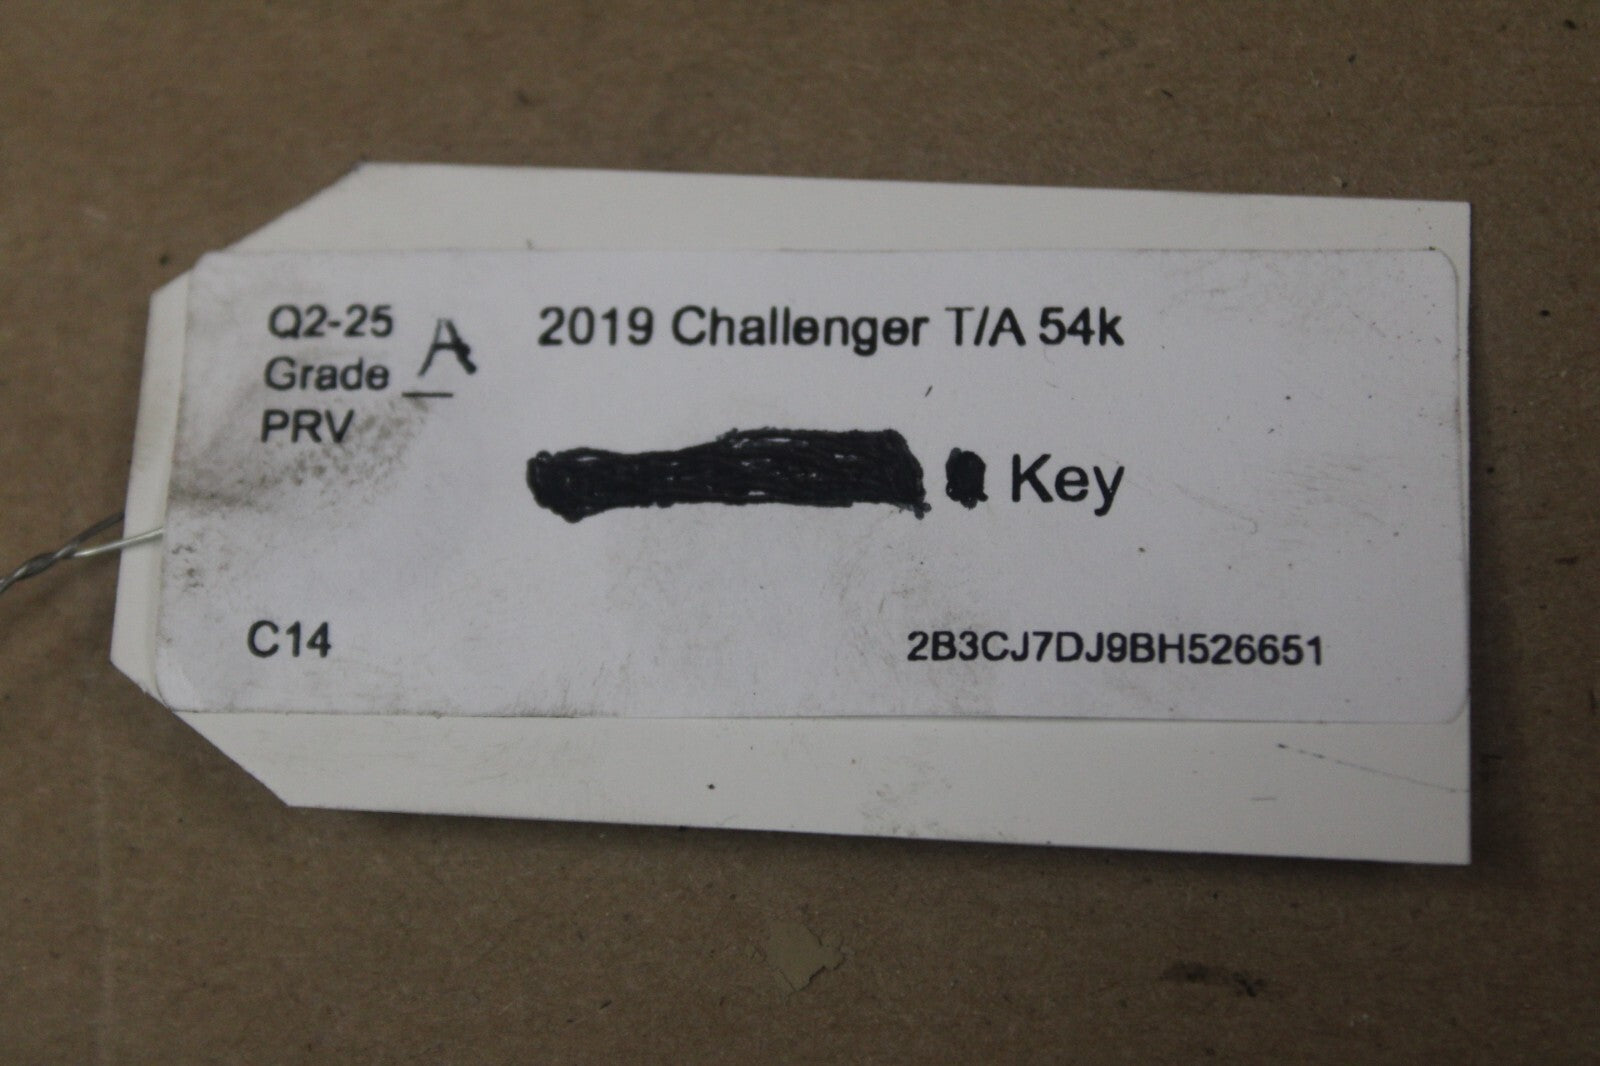 Q2-25
Grade A
PRV
2019 Challenger T/A 54k
Key
C14
2B3CJ7DJ9BH526651